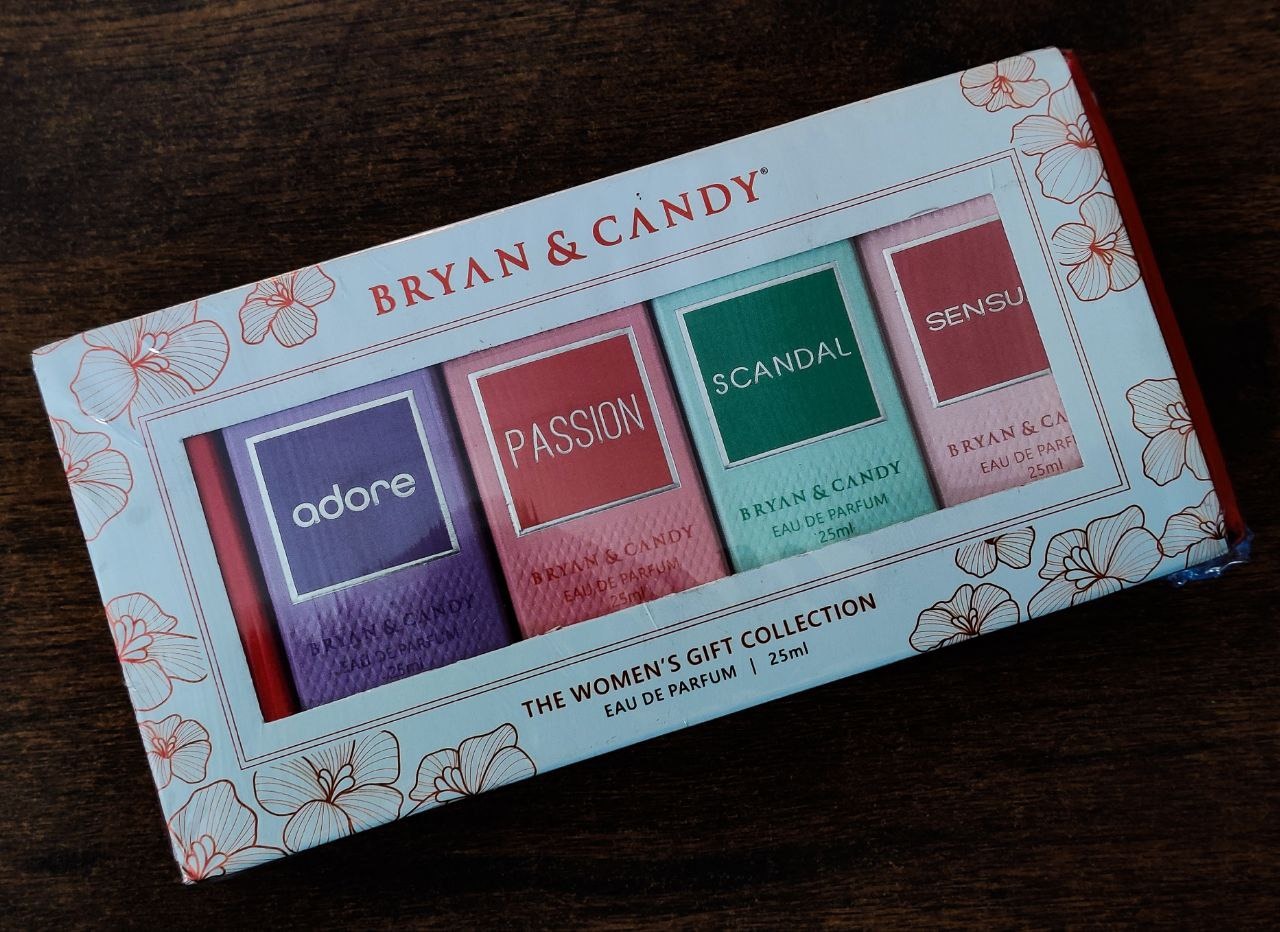 BRYAN & CANDY®
adore
BRYAN & CANDY
EAU DE PARFUM
25ml
PASSION
BRYAN & CANDY
EAU DE PARFUM
25ml
SCANDAL
BRYAN & CANDY
EAU DE PARFUM
25ml
SENSU
BRYAN & CA
EAU DE PARF
25ml
THE WOMEN'S GIFT COLLECTION
EAU DE PARFUM | 25ml